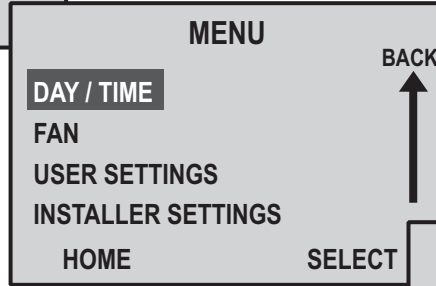 MENU
BACK
DAY / TIME
FAN
USER SETTINGS
INSTALLER SETTINGS
HOME SELECT